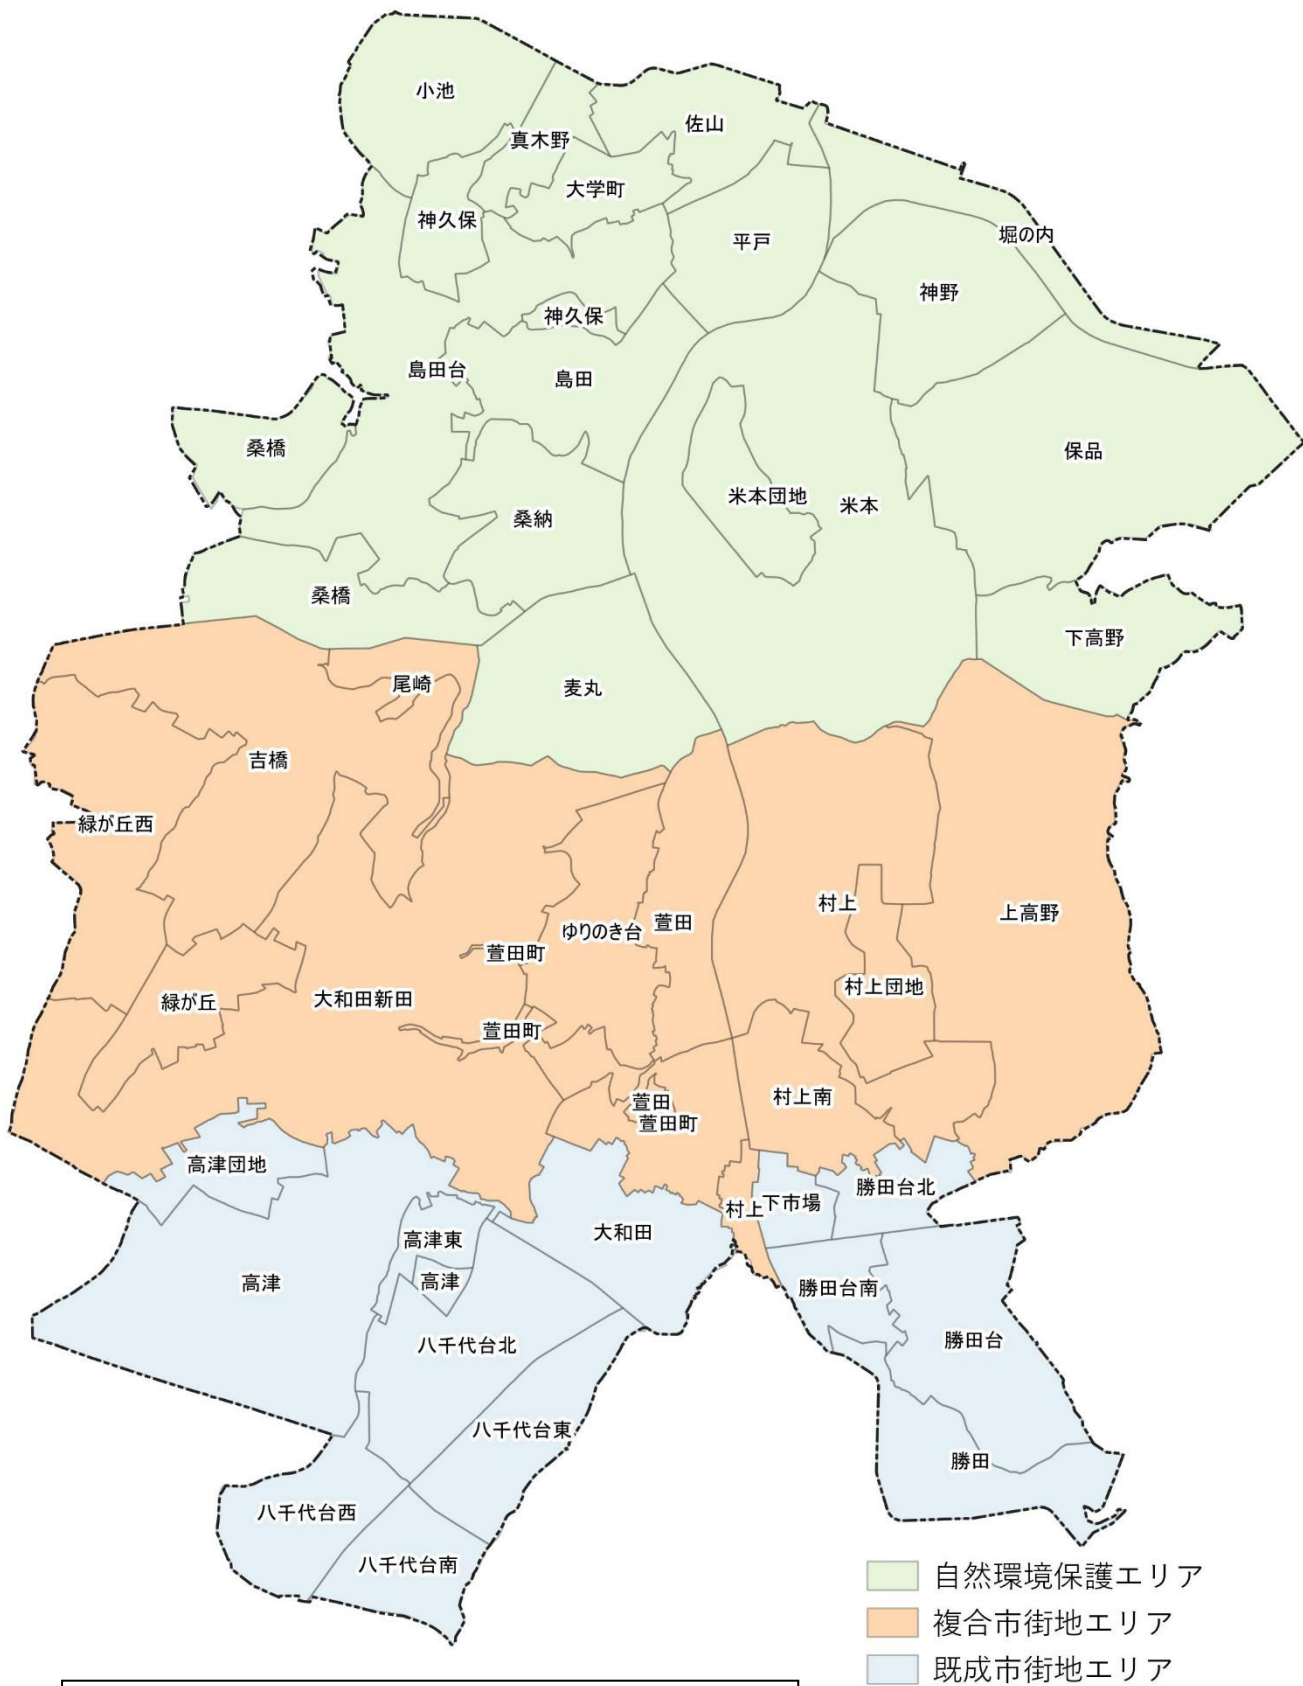 小池
佐山
真木野
大学町
神久保
平戸
堀の内
神野
神久保
島田台
島田
桑橋
保品
米本団地
米本
桑納
桑橋
下高野
尾崎
麦丸
吉橋
緑が丘西
村上
上高野
ゆりのき台
萱田
萱田町
村上団地
緑が丘
大和田新田
萱田町
萱田
村上南
萱田町
高津団地
勝田台北
村上
下市場
大和田
高津東
高津
高津
勝田台南
勝田台
八千代台北
八千代台東
勝田
八千代台西
八千代台南
自然環境保護エリア
複合市街地エリア
既成市街地エリア